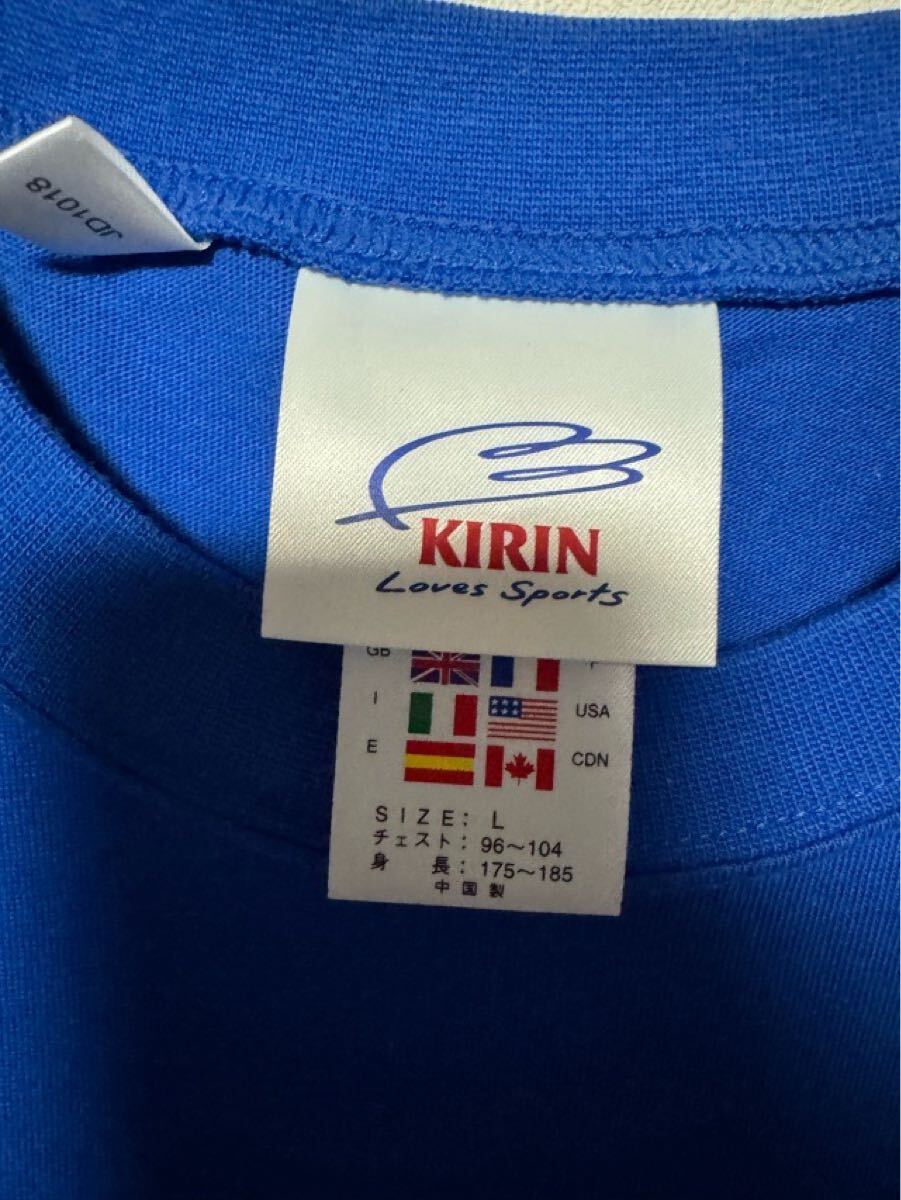 JD1018
KIRIN
Loves Sports
GB F
I USA
E CDN
SIZE: L
チェスト: 96〜104
身 長: 175〜185
中国製